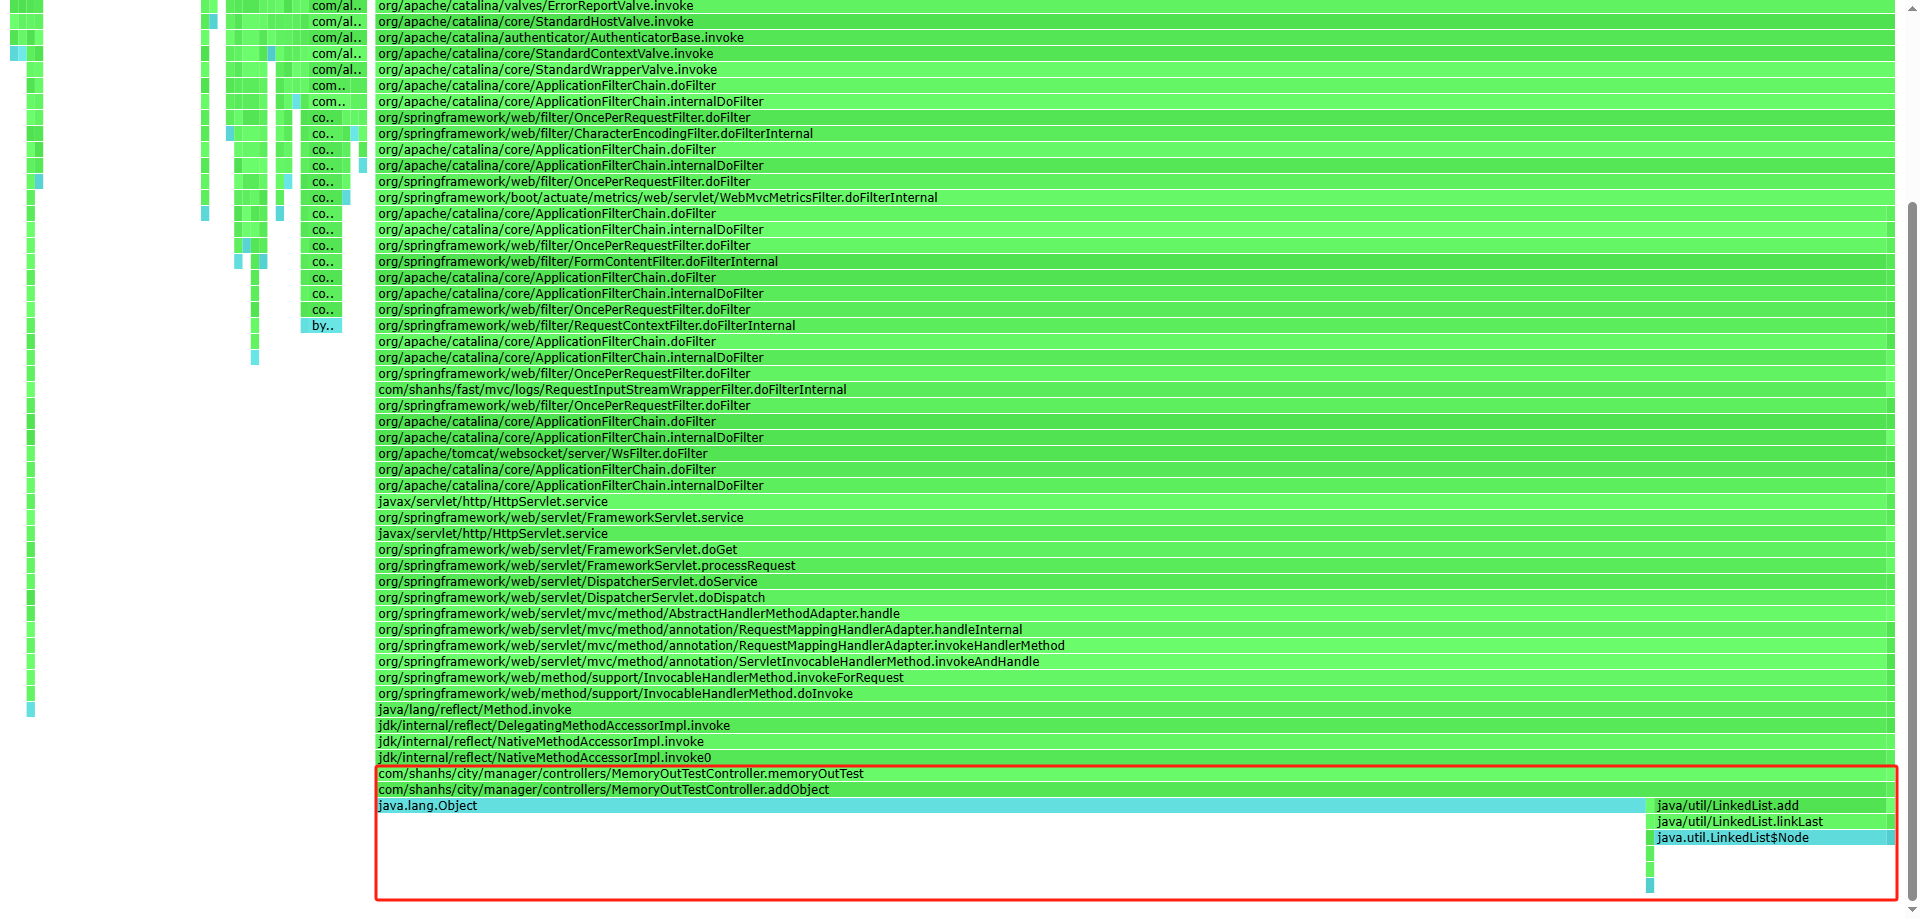 com/al.. org/apache/catalina/valves/ErrorReportValve.invoke
com/al.. org/apache/catalina/core/StandardHostValve.invoke
com/al.. org/apache/catalina/authenticator/AuthenticatorBase.invoke
com/al.. org/apache/catalina/core/StandardContextValve.invoke
com/al.. org/apache/catalina/core/StandardWrapperValve.invoke
com.. org/apache/catalina/core/ApplicationFilterChain.doFilter
com.. org/apache/catalina/core/ApplicationFilterChain.internalDoFilter
co.. org/springframework/web/filter/OncePerRequestFilter.doFilter
co.. org/springframework/web/filter/CharacterEncodingFilter.doFilterInternal
co.. org/apache/catalina/core/ApplicationFilterChain.doFilter
co.. org/apache/catalina/core/ApplicationFilterChain.internalDoFilter
co.. org/springframework/web/filter/OncePerRequestFilter.doFilter
co.. org/springframework/boot/actuate/metrics/web/servlet/WebMvcMetricsFilter.doFilterInternal
co.. org/apache/catalina/core/ApplicationFilterChain.doFilter
co.. org/apache/catalina/core/ApplicationFilterChain.internalDoFilter
co.. org/springframework/web/filter/OncePerRequestFilter.doFilter
co.. org/springframework/web/filter/FormContentFilter.doFilterInternal
co.. org/apache/catalina/core/ApplicationFilterChain.doFilter
co.. org/apache/catalina/core/ApplicationFilterChain.internalDoFilter
co.. org/springframework/web/filter/OncePerRequestFilter.doFilter
by.. org/springframework/web/filter/RequestContextFilter.doFilterInternal
org/apache/catalina/core/ApplicationFilterChain.doFilter
org/apache/catalina/core/ApplicationFilterChain.internalDoFilter
org/springframework/web/filter/OncePerRequestFilter.doFilter
com/shanhs/fast/mvc/logs/RequestInputStreamWrapperFilter.doFilterInternal
org/springframework/web/filter/OncePerRequestFilter.doFilter
org/apache/catalina/core/ApplicationFilterChain.doFilter
org/apache/catalina/core/ApplicationFilterChain.internalDoFilter
org/apache/tomcat/websocket/server/WsFilter.doFilter
org/apache/catalina/core/ApplicationFilterChain.doFilter
org/apache/catalina/core/ApplicationFilterChain.internalDoFilter
javax/servlet/http/HttpServlet.service
org/springframework/web/servlet/FrameworkServlet.service
javax/servlet/http/HttpServlet.service
org/springframework/web/servlet/FrameworkServlet.doGet
org/springframework/web/servlet/FrameworkServlet.processRequest
org/springframework/web/servlet/DispatcherServlet.doService
org/springframework/web/servlet/DispatcherServlet.doDispatch
org/springframework/web/servlet/mvc/method/AbstractHandlerMethodAdapter.handle
org/springframework/web/servlet/mvc/method/annotation/RequestMappingHandlerAdapter.handleInternal
org/springframework/web/servlet/mvc/method/annotation/RequestMappingHandlerAdapter.invokeHandlerMethod
org/springframework/web/servlet/mvc/method/annotation/ServletInvocableHandlerMethod.invokeAndHandle
org/springframework/web/method/support/InvocableHandlerMethod.invokeForRequest
org/springframework/web/method/support/InvocableHandlerMethod.doInvoke
java/lang/reflect/Method.invoke
jdk/internal/reflect/DelegatingMethodAccessorImpl.invoke
jdk/internal/reflect/NativeMethodAccessorImpl.invoke
jdk/internal/reflect/NativeMethodAccessorImpl.invoke0
com/shanhs/city/manager/controllers/MemoryOutTestController.memoryOutTest
com/shanhs/city/manager/controllers/MemoryOutTestController.addObject
java.lang.Object java/util/LinkedList.add
java/util/LinkedList.linkLast
java.util.LinkedList$Node